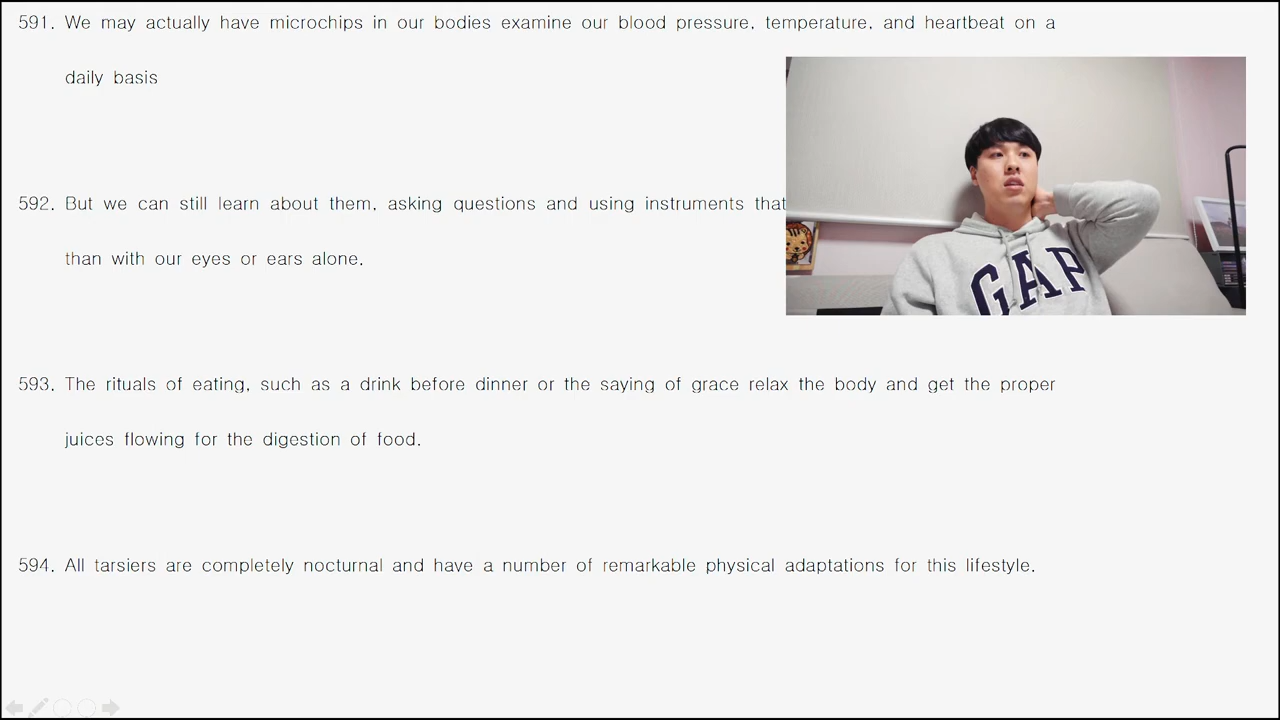 591. We may actually have microchips in our bodies examine our blood pressure, temperature, and heartbeat on a
daily basis
592. But we can still learn about them, asking questions and using instruments that
than with our eyes or ears alone.
GAP
593. The rituals of eating, such as a drink before dinner or the saying of grace relax the body and get the proper
juices flowing for the digestion of food.
594. All tarsiers are completely nocturnal and have a number of remarkable physical adaptations for this lifestyle.